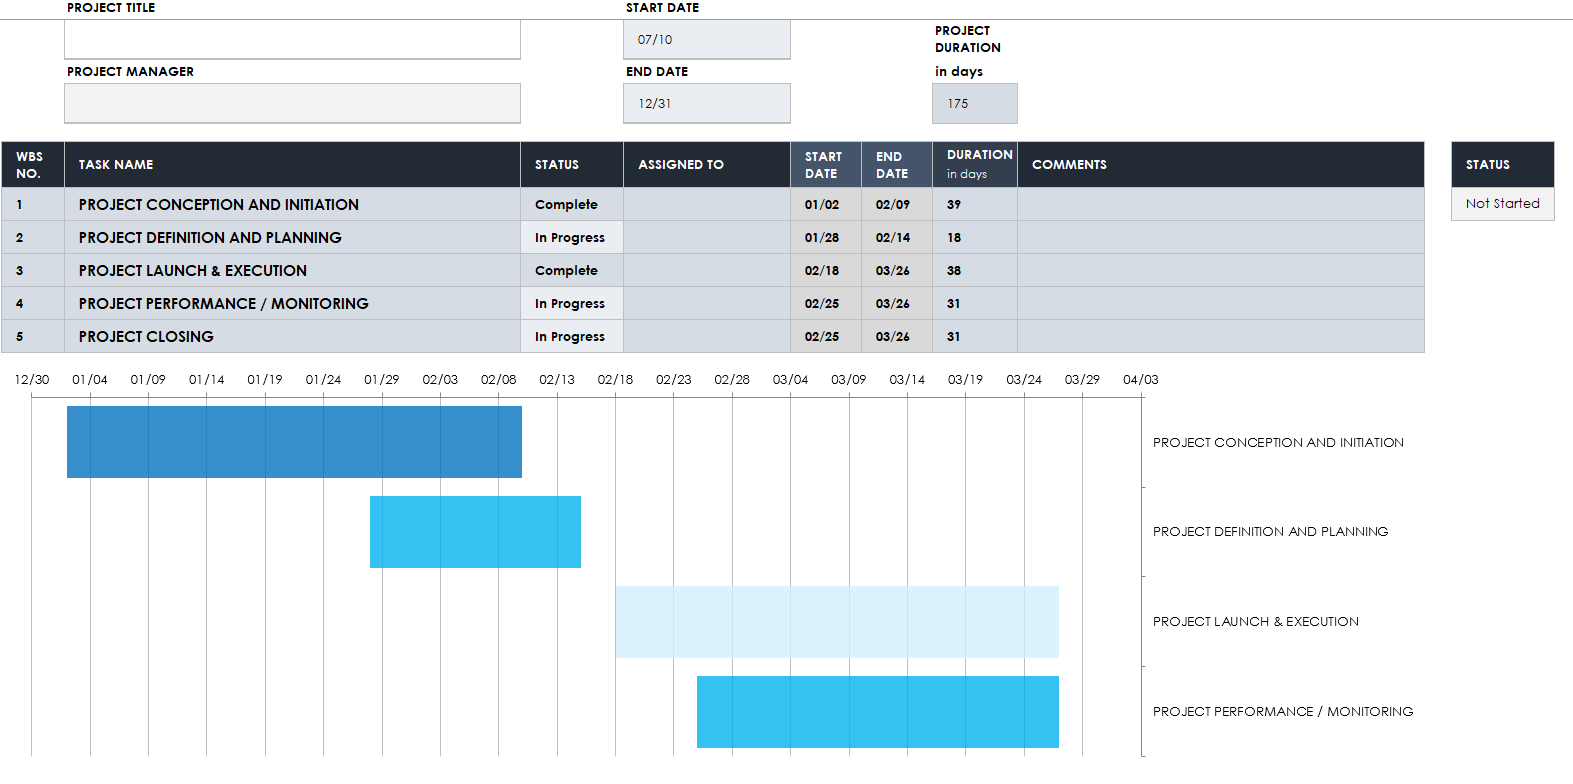 PROJECT TITLE START DATE
07/10 PROJECT
DURATION
PROJECT MANAGER END DATE in days
12/31 175
WBS
NO. TASK NAME STATUS ASSIGNED TO START
DATE END
DATE DURATION
in days COMMENTS STATUS
1 PROJECT CONCEPTION AND INITIATION Complete 01/02 02/09 39 Not Started
2 PROJECT DEFINITION AND PLANNING In Progress 01/28 02/14 18
3 PROJECT LAUNCH & EXECUTION Complete 02/18 03/26 38
4 PROJECT PERFORMANCE / MONITORING In Progress 02/25 03/26 31
5 PROJECT CLOSING In Progress 02/25 03/26 31
12/30 01/04 01/09 01/14 01/19 01/24 01/29 02/03 02/08 02/13 02/18 02/23 02/28 03/04 03/09 03/14 03/19 03/24 03/29 04/03
PROJECT CONCEPTION AND INITIATION
PROJECT DEFINITION AND PLANNING
PROJECT LAUNCH & EXECUTION
PROJECT PERFORMANCE / MONITORING